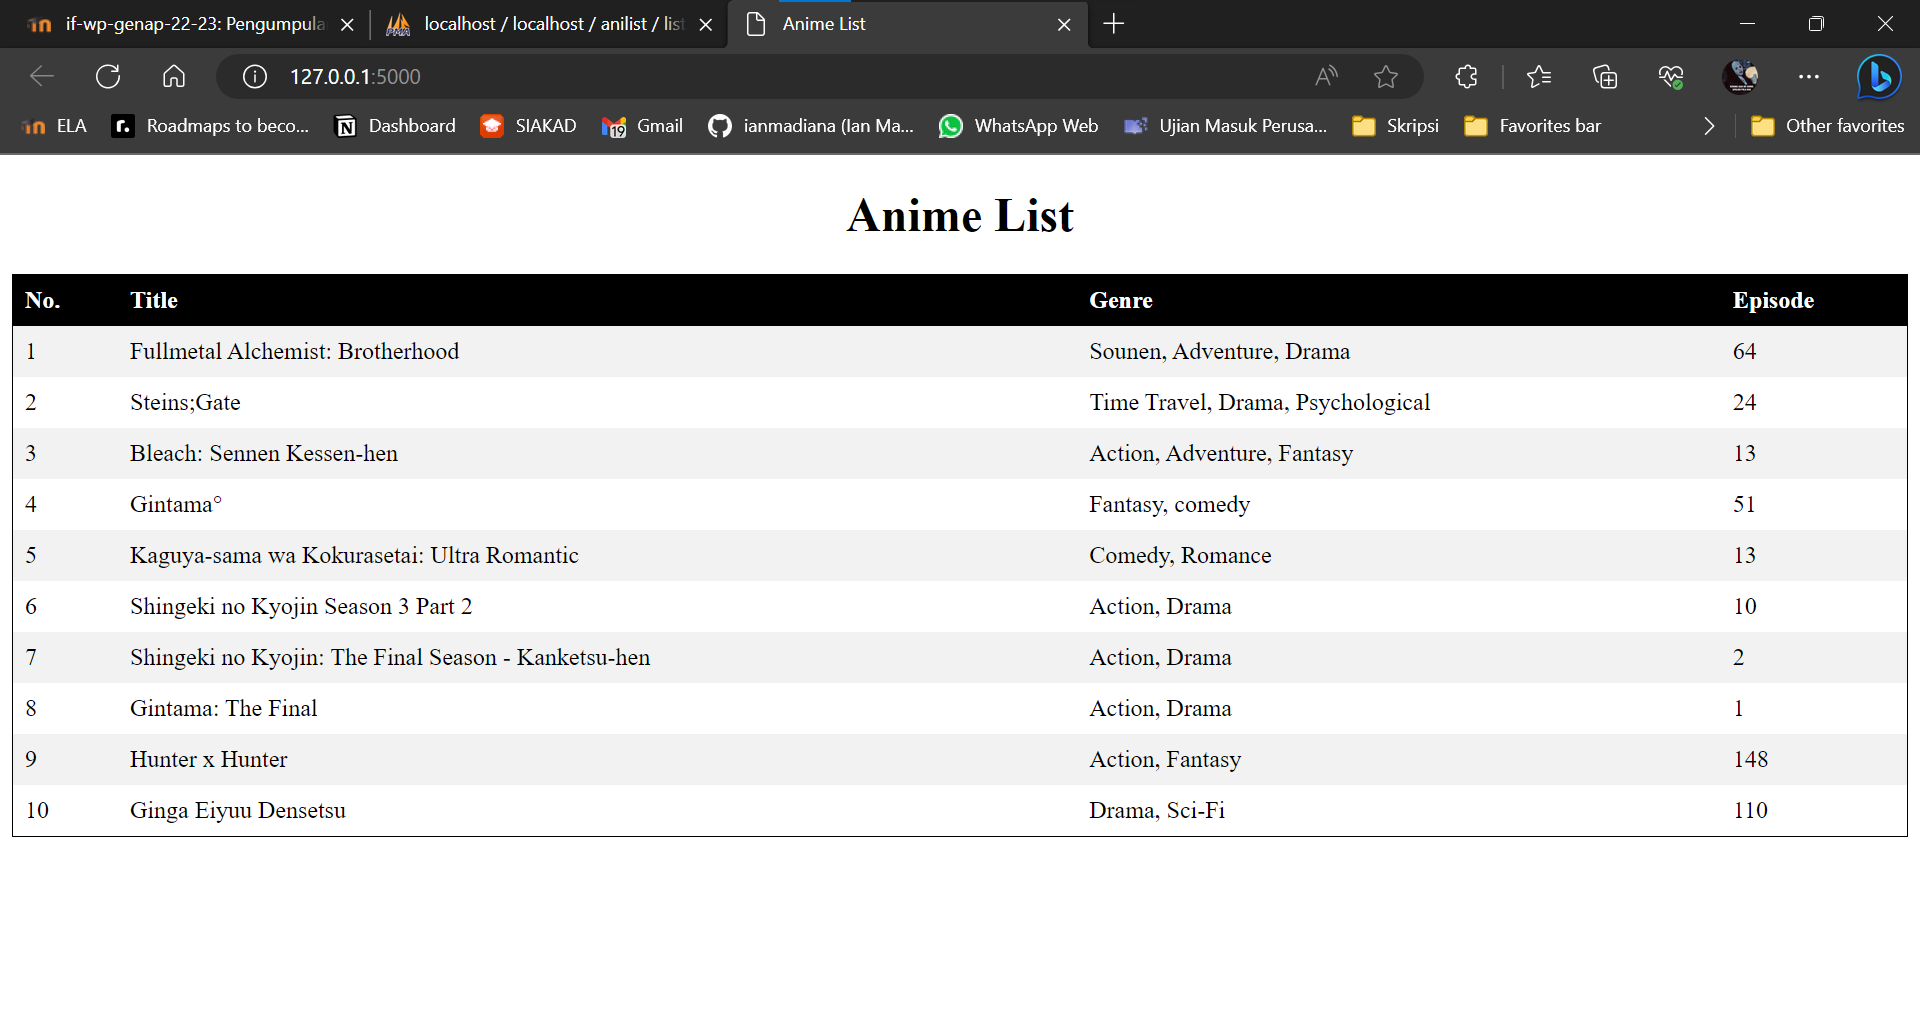 if-wp-genap-22-23: Pengumpula
localhost / localhost / anilist / list
Anime List
127.0.0.1:5000
ELA
Roadmaps to beco...
Dashboard
SIAKAD
19
Gmail
ianmadiana (Ian Ma...
WhatsApp Web
Ujian Masuk Perusa...
Skripsi
Favorites bar
Other favorites
Anime List
No. Title Genre Episode
1 Fullmetal Alchemist: Brotherhood Sounen, Adventure, Drama 64
2 Steins;Gate Time Travel, Drama, Psychological 24
3 Bleach: Sennen Kessen-hen Action, Adventure, Fantasy 13
4 Gintama° Fantasy, comedy 51
5 Kaguya-sama wa Kokurasetai: Ultra Romantic Comedy, Romance 13
6 Shingeki no Kyojin Season 3 Part 2 Action, Drama 10
7 Shingeki no Kyojin: The Final Season - Kanketsu-hen Action, Drama 2
8 Gintama: The Final Action, Drama 1
9 Hunter x Hunter Action, Fantasy 148
10 Ginga Eiyuu Densetsu Drama, Sci-Fi 110